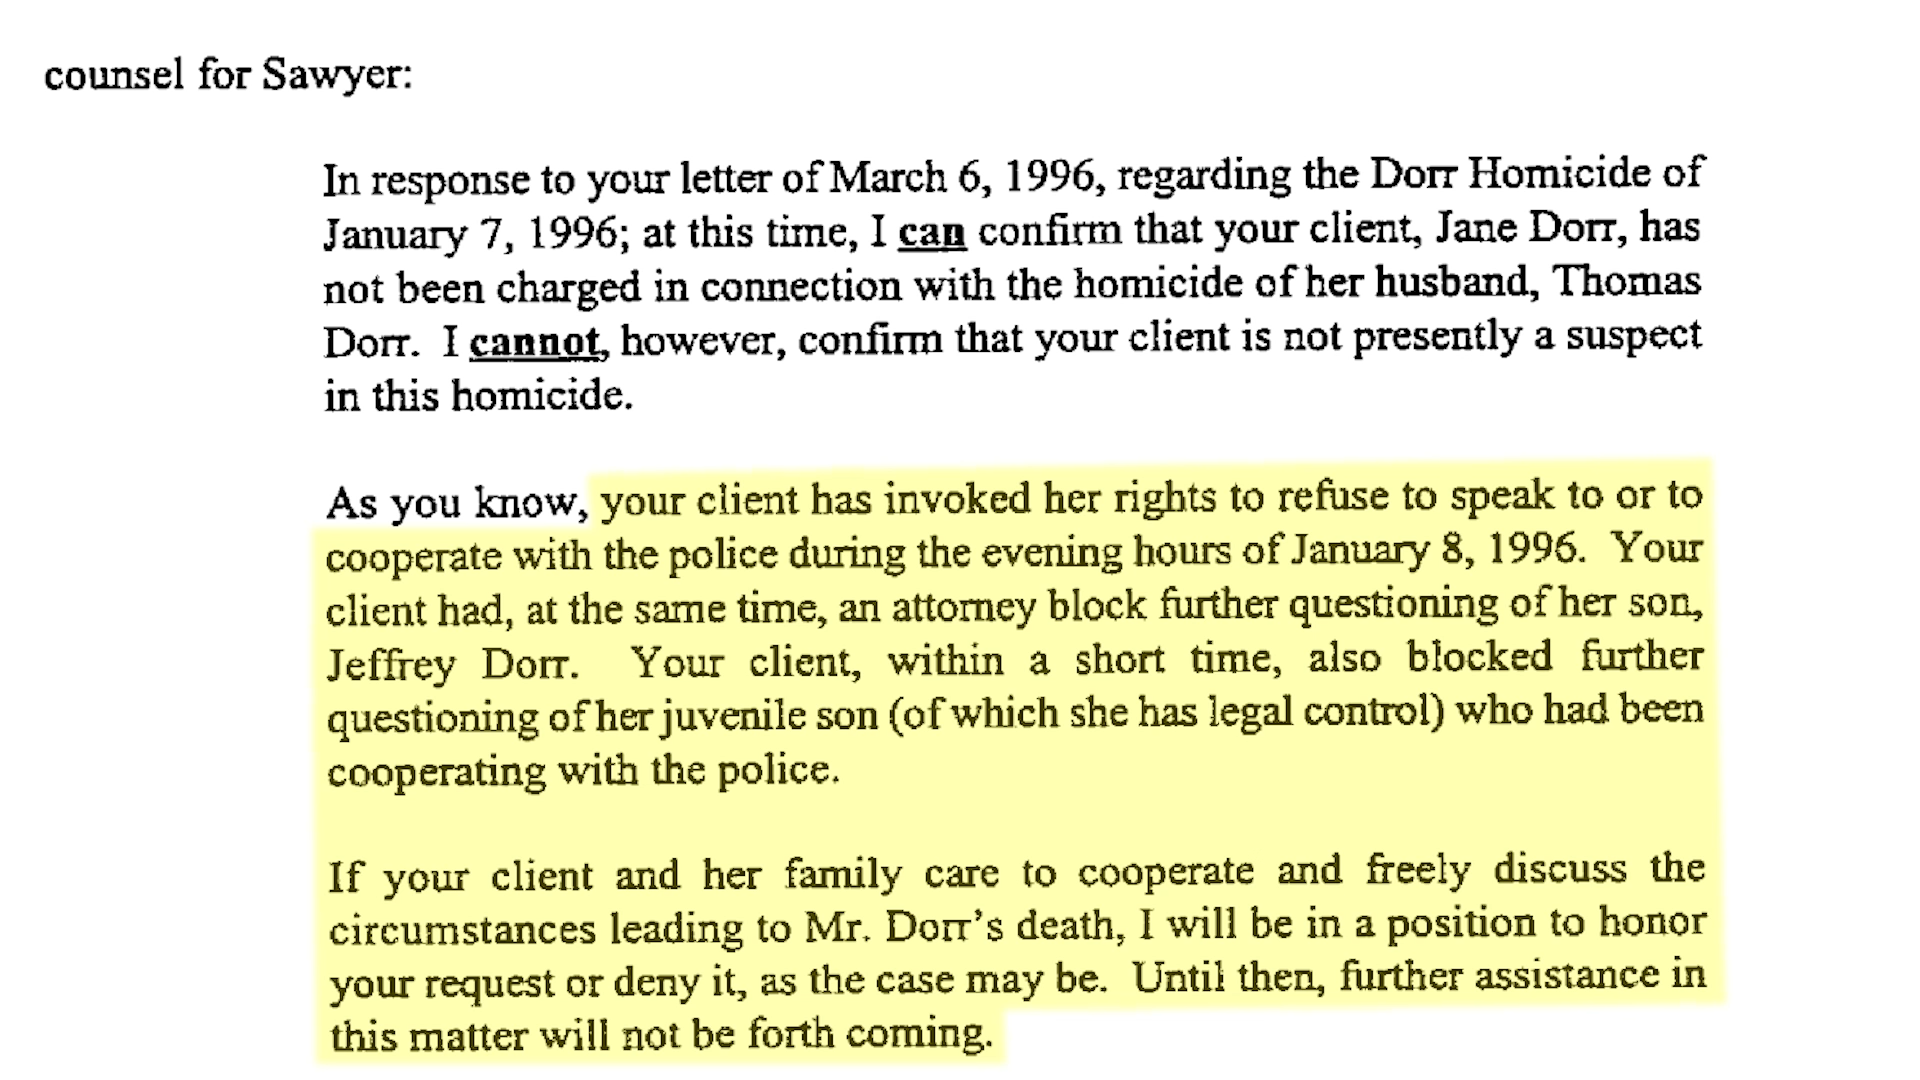 counsel for Sawyer:
In response to your letter of March 6, 1996, regarding the Dorr Homicide of
January 7, 1996; at this time, I can confirm that your client, Jane Dorr, has
not been charged in connection with the homicide of her husband, Thomas
Dorr. I cannot, however, confirm that your client is not presently a suspect
in this homicide.
As you know, your client has invoked her rights to refuse to speak to or to
cooperate with the police during the evening hours of January 8, 1996. Your
client had, at the same time, an attorney block further questioning of her son,
Jeffrey Dorr. Your client, within a short time, also blocked further
questioning of her juvenile son (of which she has legal control) who had been
cooperating with the police.
If your client and her family care to cooperate and freely discuss the
circumstances leading to Mr. Dorr's death, I will be in a position to honor
your request or deny it, as the case may be. Until then, further assistance in
this matter will not be forth coming.